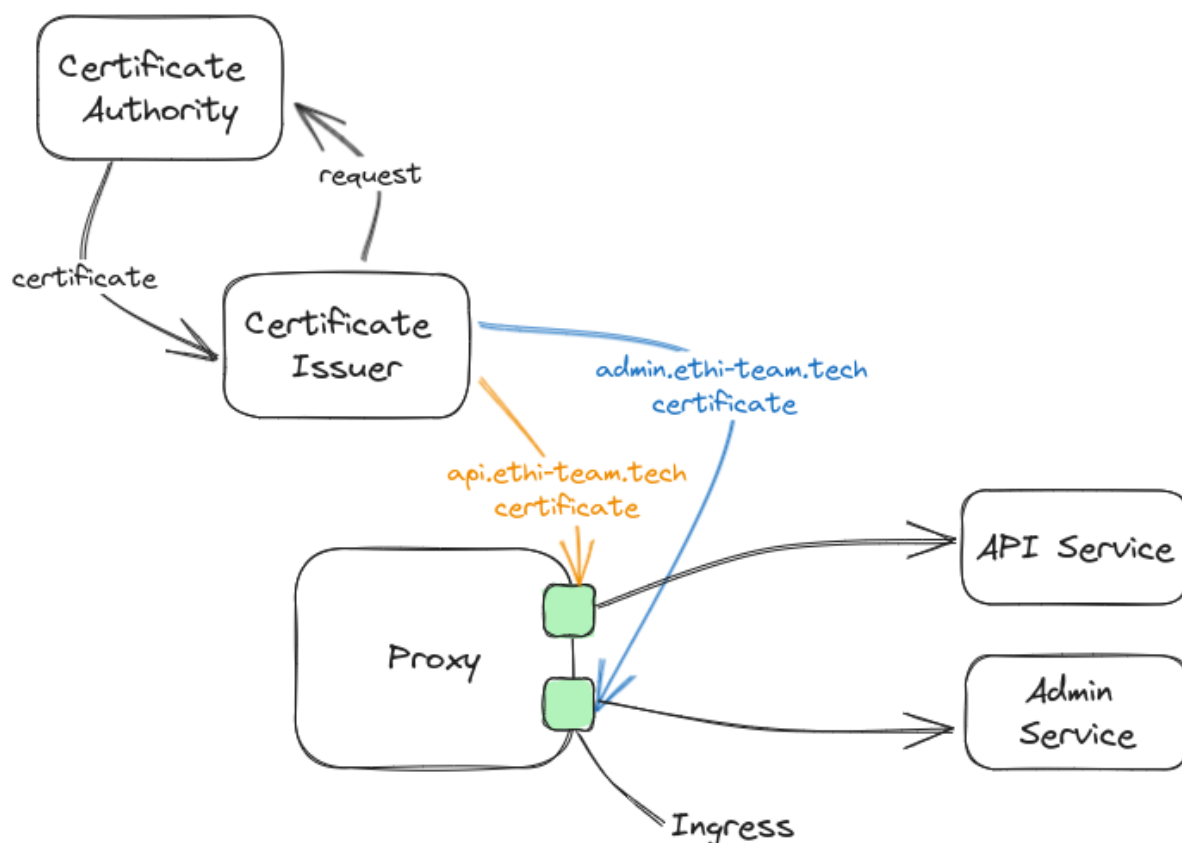 Certificate
Authority
request
certificate
Certificate
Issuer
admin.ethi-team.tech
certificate
api.ethi-team.tech
certificate
API Service
Proxy
Admin
Service
Ingress